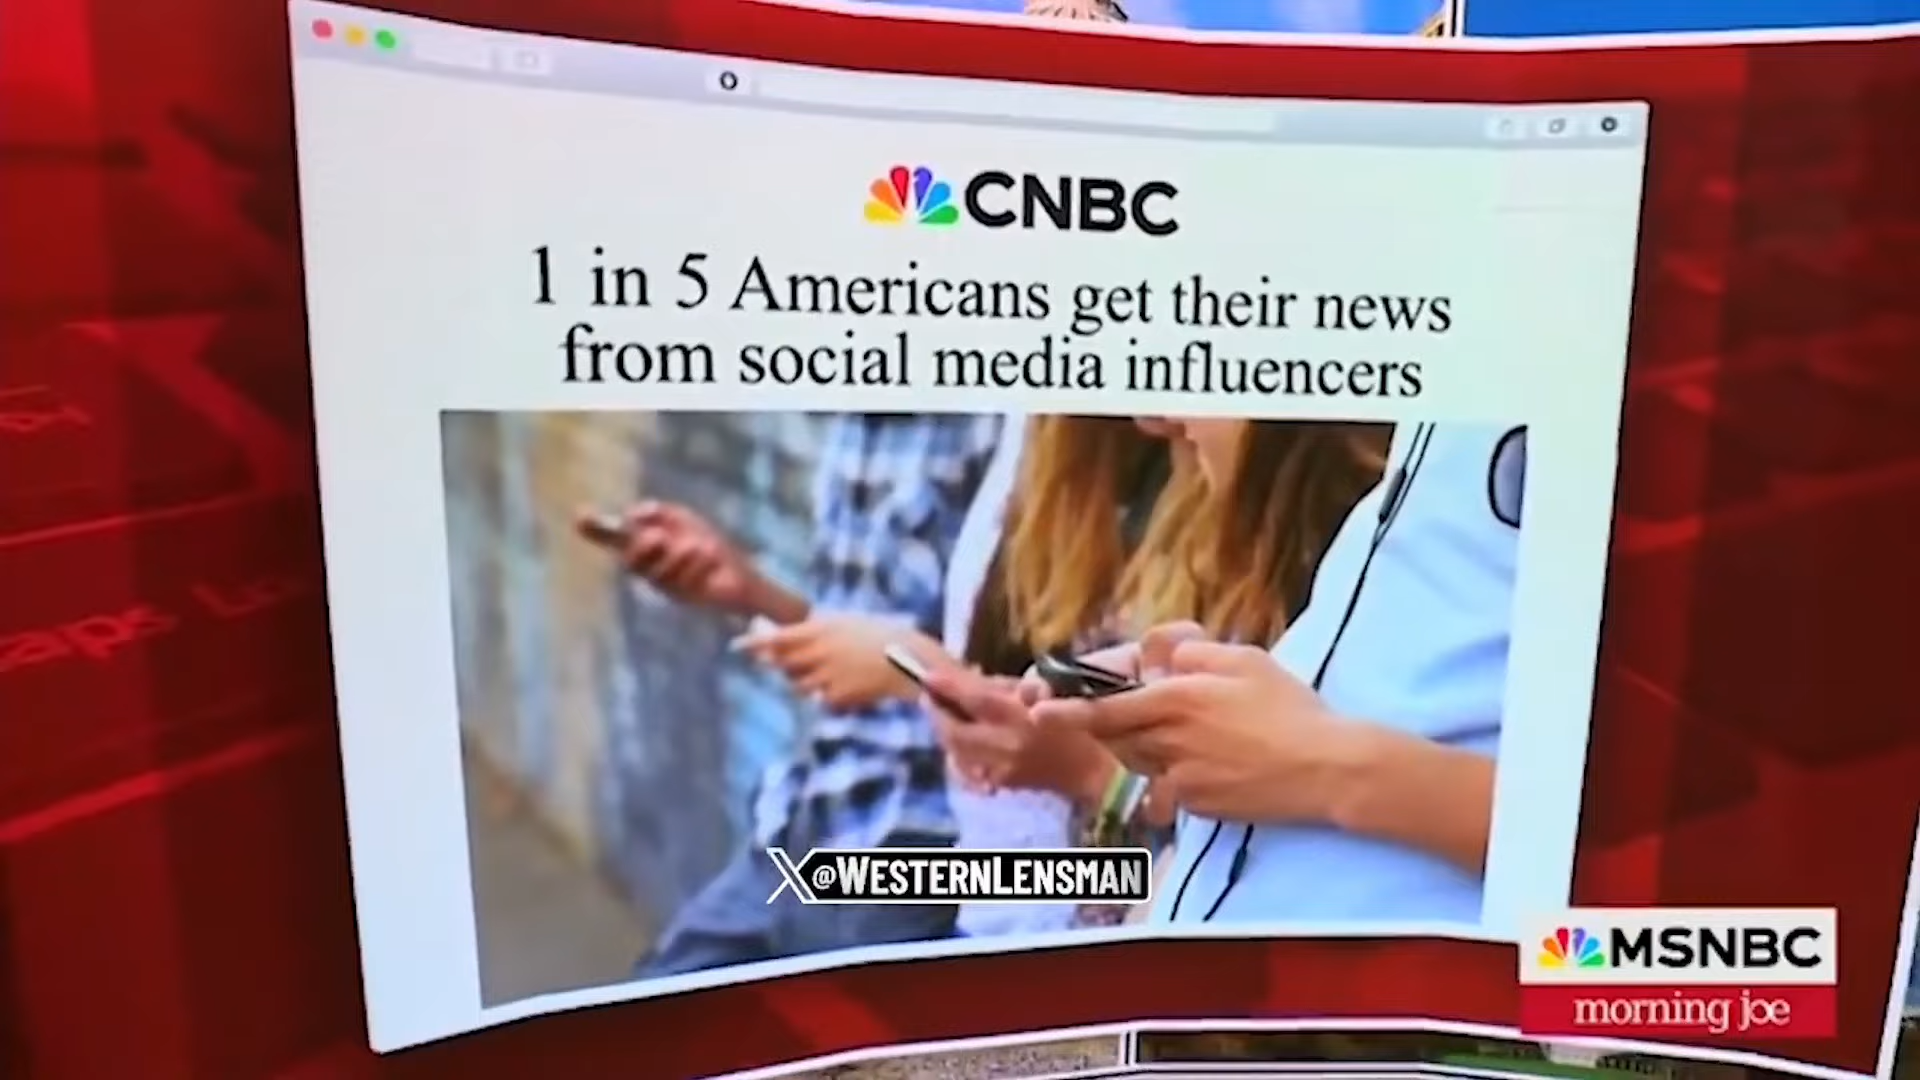 CNBC
1 in 5 Americans get their news
from social media influencers
X @WESTERNLENSMAN
MSNBC
morning joe